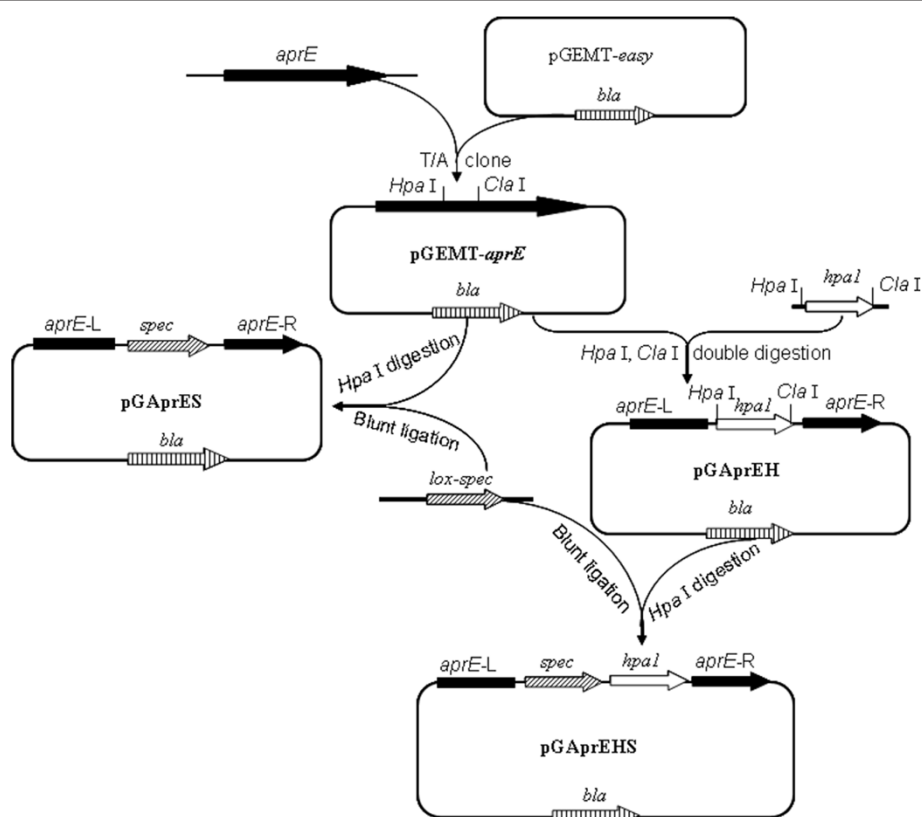 aprE
pGEMT-easy
bla
T/A clone
Hpa I Cla I
pGEMT-aprE
bla
Hpa I hpa1 Cla I
aprE-L spec aprE-R
pGAprES
bla
Hpa I digestion
Blunt ligation
Hpa I, Cla I double digestion
Hpa I Cla I
aprE-L hpa1 aprE-R
pGAprEH
bla
lox-spec
Blunt ligation
Hpa I digestion
aprE-L spec hpa1 aprE-R
pGAprEHS
bla